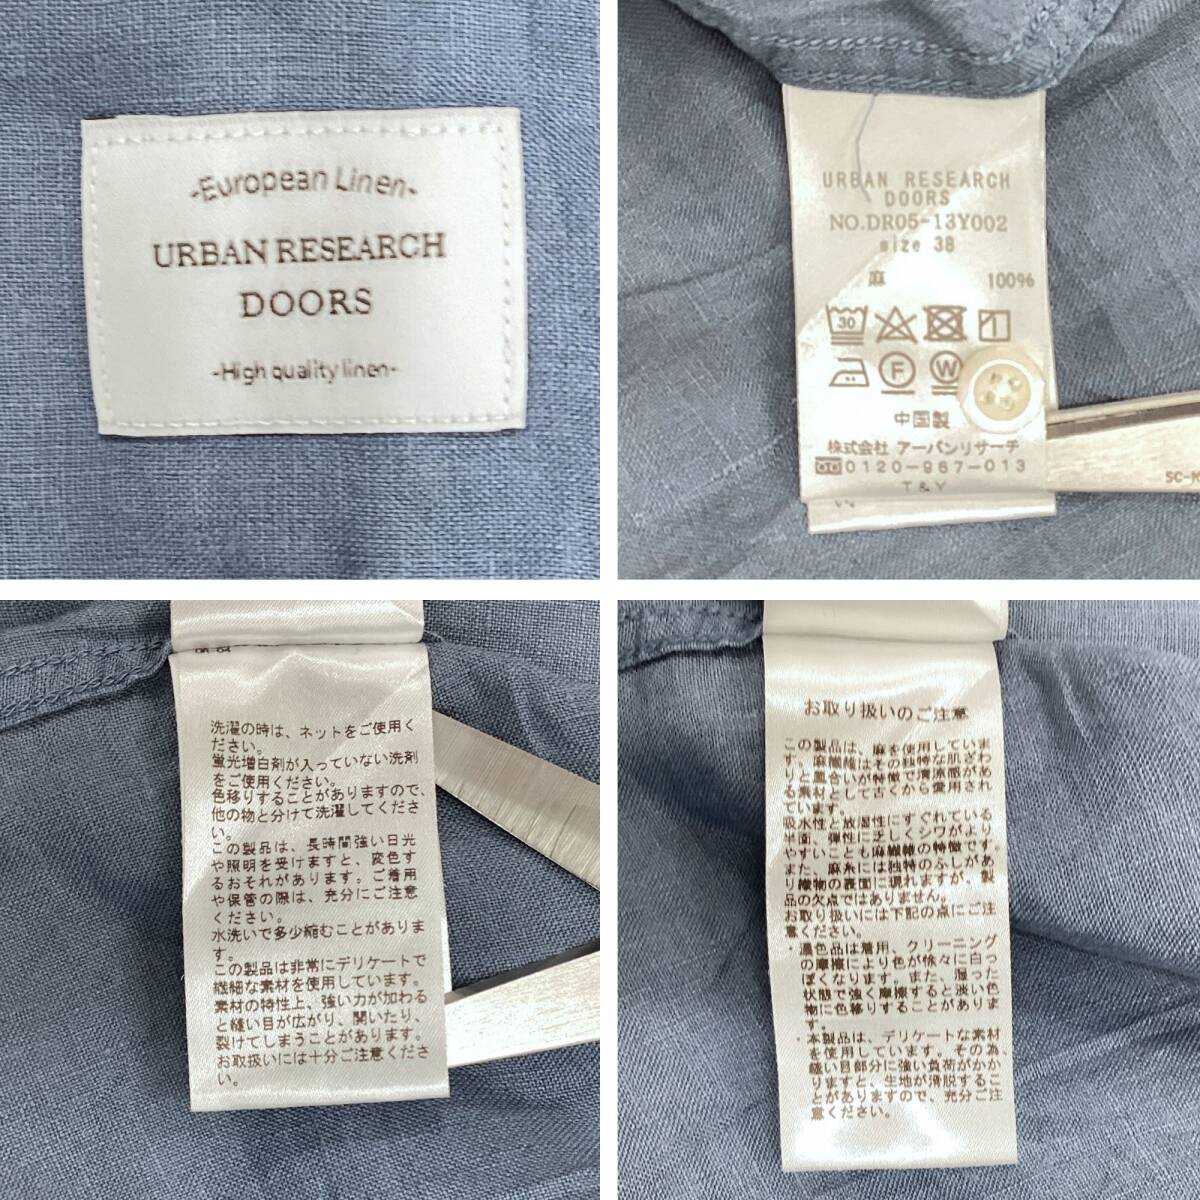 -European Linen-
URBAN RESEARCH
DOORS
-High quality linen-
URBAN RESEARCH
DOORS
NO.DR05-13Y002
size 38
麻 100%
30
1
F W
中国製
株式会社 アーバンリサーチ
0120-967-013
T&Y
SC-
洗濯の時は、ネットをご使用く
ださい。
蛍光増白剤が入っていない洗剤
をご使用ください。
色移りすることがありますので、
他の物と分けて洗濯してくださ
い。
この製品は、長時間強い日光
や照明を受けますと、変色す
るおそれがあります。ご着用
や保管の際は、充分にご注意
ください。
水洗いで多少縮むことがありま
す。
この製品は非常にデリケートで
繊細な素材を使用しています。
素材の特性上、強い力が加わる
と縫い目が広がり、開いたり、
裂けてしまうことがあります。
お取扱いには十分ご注意くださ
い。
お取り扱いのご注意
この製品は、麻を使用していま
す。麻繊維はその独特な肌ざわ
りと風合いが特徴で清涼感があ
る素材として古くから愛用され
ています。
吸水性と放湿性にすぐれている
半面、弾性に乏しくシワがより
やすいことも麻繊維の特徴です。
また、麻糸には独特のふしがあ
り織物の表面に現れますが、製
品の欠点ではありません。
お取り扱いには下記の点にご注
意ください。
・濃色品は着用、クリーニング
の摩擦により色が徐々に白っ
ぽくなります。また、湿った
状態で強く摩擦すると淡い色
物に色移りすることがありま
す。
・本製品は、デリケートな素材
を使用しています。その為、
縫い目部分に強い負荷がかか
りますと、生地が滑脱するこ
とがありますので、充分ご注
意ください。